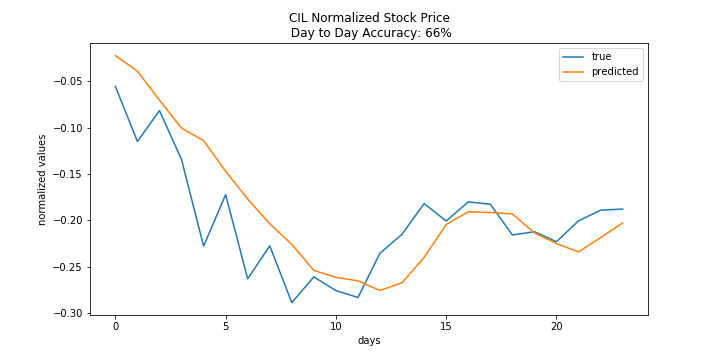 CIL Normalized Stock Price
Day to Day Accuracy: 66%
true
predicted
normalized values
−0.05
−0.10
−0.15
−0.20
−0.25
−0.30
0
5
10
15
20
days